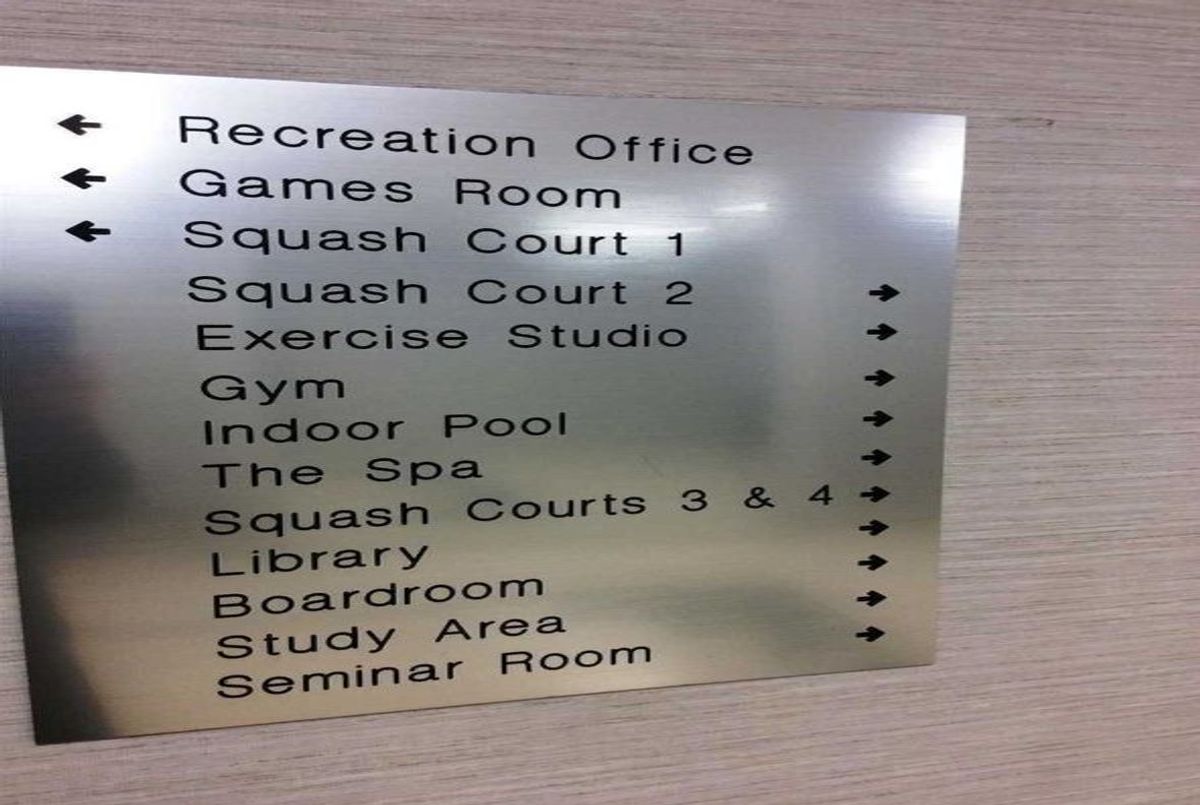 ← Recreation Office
← Games Room
← Squash Court 1
Squash Court 2 →
Exercise Studio →
Gym →
Indoor Pool →
The Spa →
Squash Courts 3 & 4 →
Library →
Boardroom →
Study Area →
Seminar Room →